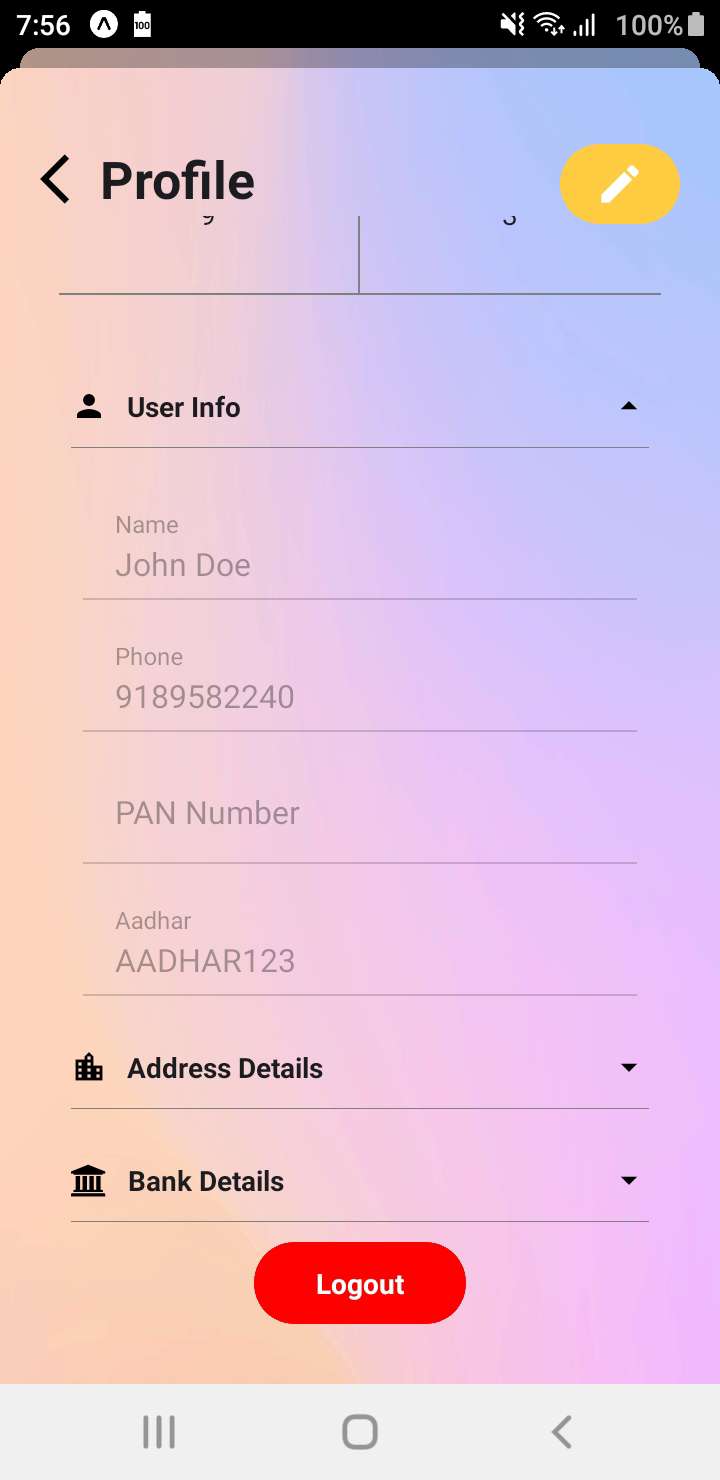 7:56 100 100%
Profile
User Info
Name
John Doe
Phone
9189582240
PAN Number
Aadhar
AADHAR123
Address Details
Bank Details
Logout